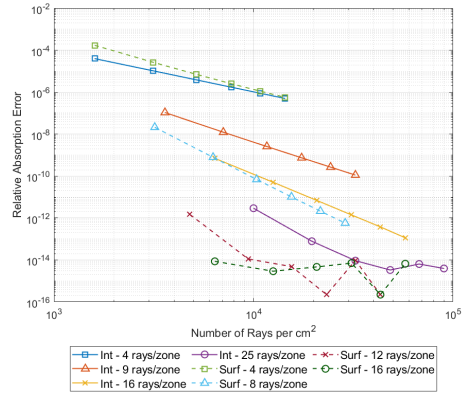 10^-2
10^-4
10^-6
10^-8
10^-10
10^-12
10^-14
10^-16
Relative Absorption Error
10^3
10^4
10^5
Number of Rays per cm^2
Int - 4 rays/zone
Int - 25 rays/zone
Surf - 12 rays/zone
Int - 9 rays/zone
Surf - 4 rays/zone
Surf - 16 rays/zone
Int - 16 rays/zone
Surf - 8 rays/zone